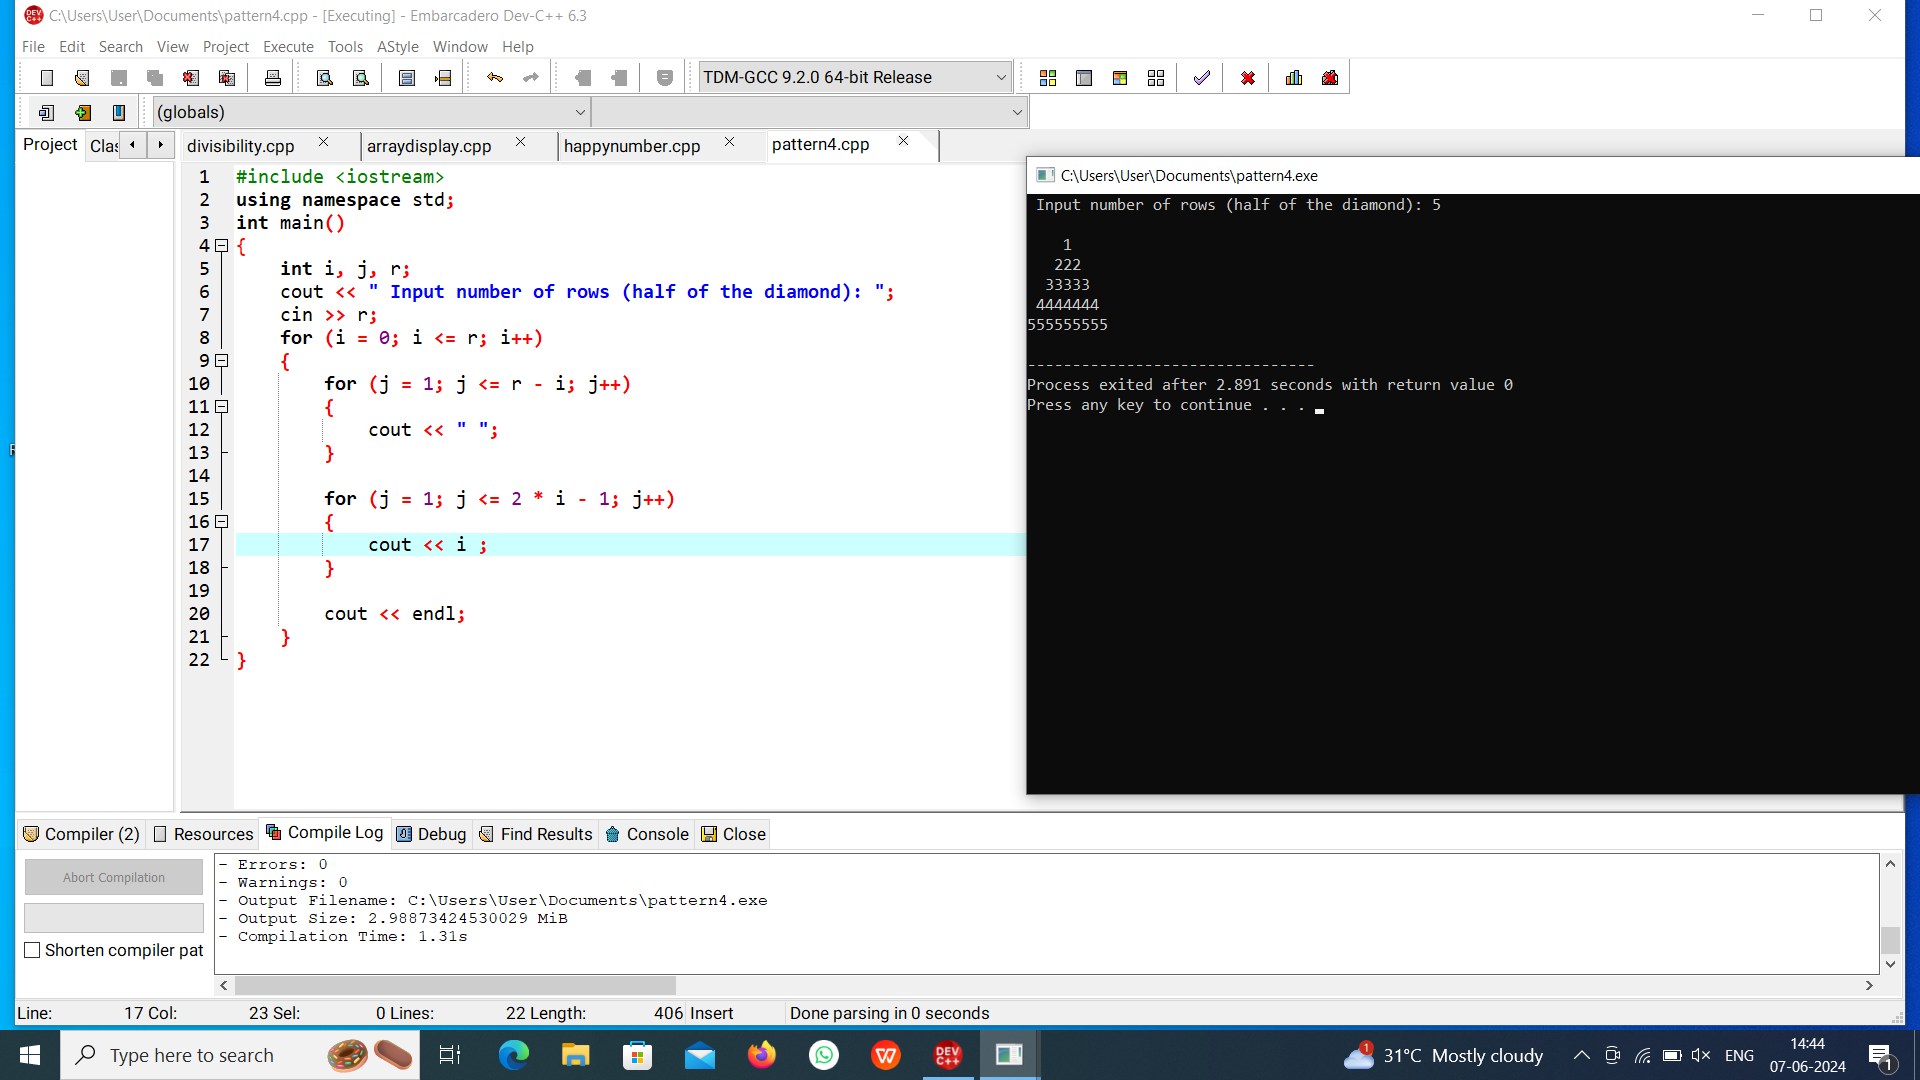 C:\Users\User\Documents\pattern4.cpp - [Executing] - Embarcadero Dev-C++ 6.3
File Edit Search View Project Execute Tools AStyle Window Help
TDM-GCC 9.2.0 64-bit Release
(globals)
Project Clas divisibility.cpp arraydisplay.cpp happynumber.cpp pattern4.cpp
1 #include <iostream>
2 using namespace std;
3 int main()
4 {
5 int i, j, r;
6 cout << " Input number of rows (half of the diamond): ";
7 cin >> r;
8 for (i = 0; i <= r; i++)
9 {
10 for (j = 1; j <= r - i; j++)
11 {
12 cout << " ";
13 }
14
15 for (j = 1; j <= 2 * i - 1; j++)
16 {
17 cout << i ;
18 }
19
20 cout << endl;
21 }
22 }
C:\Users\User\Documents\pattern4.exe
Input number of rows (half of the diamond): 5
1
222
33333
4444444
555555555
--------------------------------
Process exited after 2.891 seconds with return value 0
Press any key to continue . . .
Compiler (2) Resources Compile Log Debug Find Results Console Close
Abort Compilation
Shorten compiler pat
- Errors: 0
- Warnings: 0
- Output Filename: C:\Users\User\Documents\pattern4.exe
- Output Size: 2.98873424530029 MiB
- Compilation Time: 1.31s
Line: 17 Col: 23 Sel: 0 Lines: 22 Length: 406 Insert Done parsing in 0 seconds
Type here to search
DEV C++
1 31°C Mostly cloudy ENG
14:44
07-06-2024
1